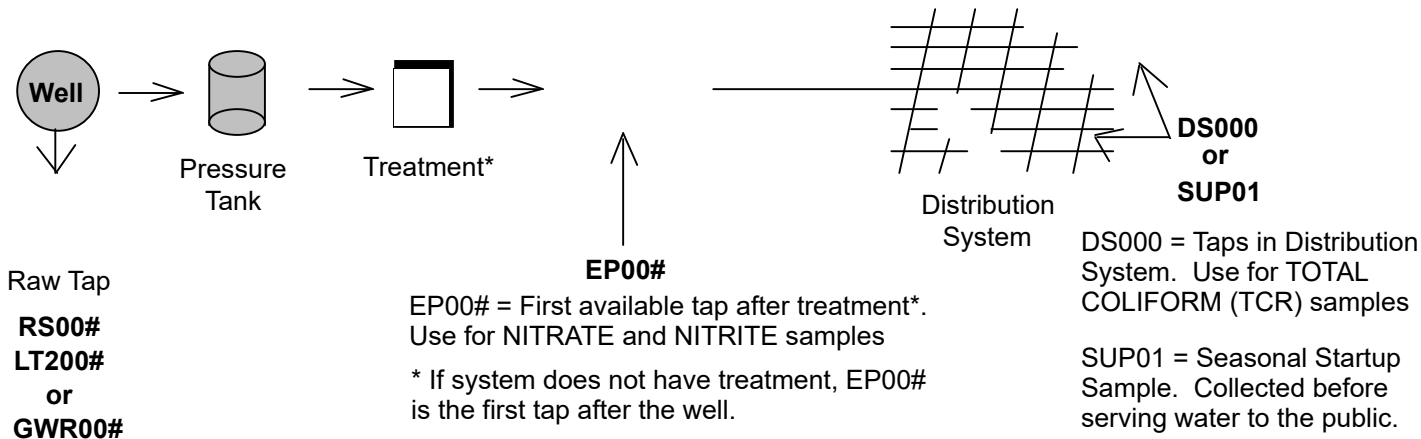 Well
Pressure
Tank
Treatment*
Raw Tap
RS00#
LT200#
or
GWR00#
EP00#
EP00# = First available tap after treatment*.
Use for NITRATE and NITRITE samples
* If system does not have treatment, EP00#
is the first tap after the well.
Distribution
System
DS000
or
SUP01
DS000 = Taps in Distribution
System. Use for TOTAL
COLIFORM (TCR) samples
SUP01 = Seasonal Startup
Sample. Collected before
serving water to the public.